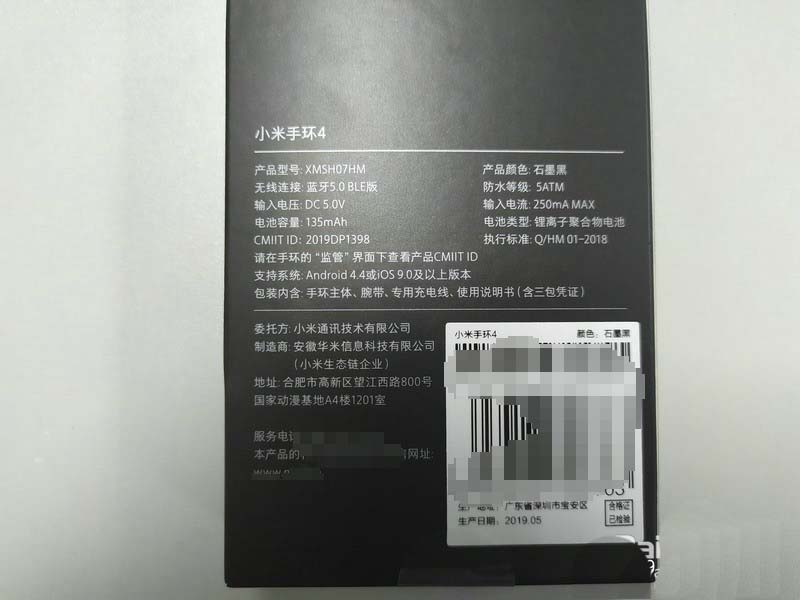 小米手环4
产品型号: XMSH07HM 产品颜色: 石墨黑
无线连接: 蓝牙5.0 BLE版 防水等级: 5ATM
输入电压: DC 5.0V 输入电流: 250mA MAX
电池容量: 135mAh 电池类型: 锂离子聚合物电池
CMIIT ID: 2019DP1398 执行标准: Q/HM 01-2018
请在手环的“监管”界面下查看产品CMIIT ID
支持系统: Android 4.4或iOS 9.0及以上版本
包装内含: 手环主体、腕带、专用充电线、使用说明书(含三包凭证)
委托方: 小米通讯技术有限公司
制造商: 安徽华米信息科技有限公司
(小米生态链企业)
地址: 合肥市高新区望江西路800号
国家动漫基地A4楼1201室
服务电
本产品的 网址:
www.
小米手环4 颜色: 石墨黑
生产地址: 广东省深圳市宝安区
生产日期: 2019.05
合格证
已检验